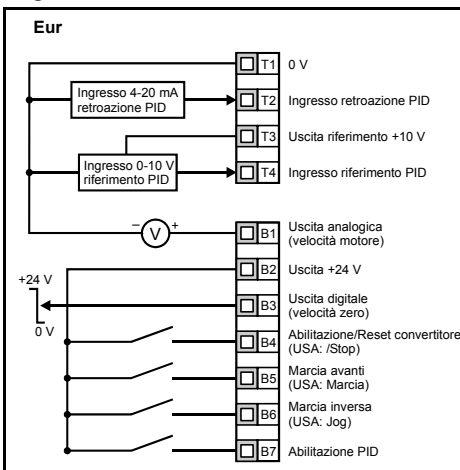 Eur
T1 0 V
Ingresso 4-20 mA
retroazione PID
T2 Ingresso retroazione PID
T3 Uscita riferimento +10 V
Ingresso 0-10 V
riferimento PID
T4 Ingresso riferimento PID
− V +
B1 Uscita analogica
(velocità motore)
B2 Uscita +24 V
+24 V
0 V
B3 Uscita digitale
(velocità zero)
B4 Abilitazione/Reset convertitore
(USA: /Stop)
B5 Marcia avanti
(USA: Marcia)
B6 Marcia inversa
(USA: Jog)
B7 Abilitazione PID